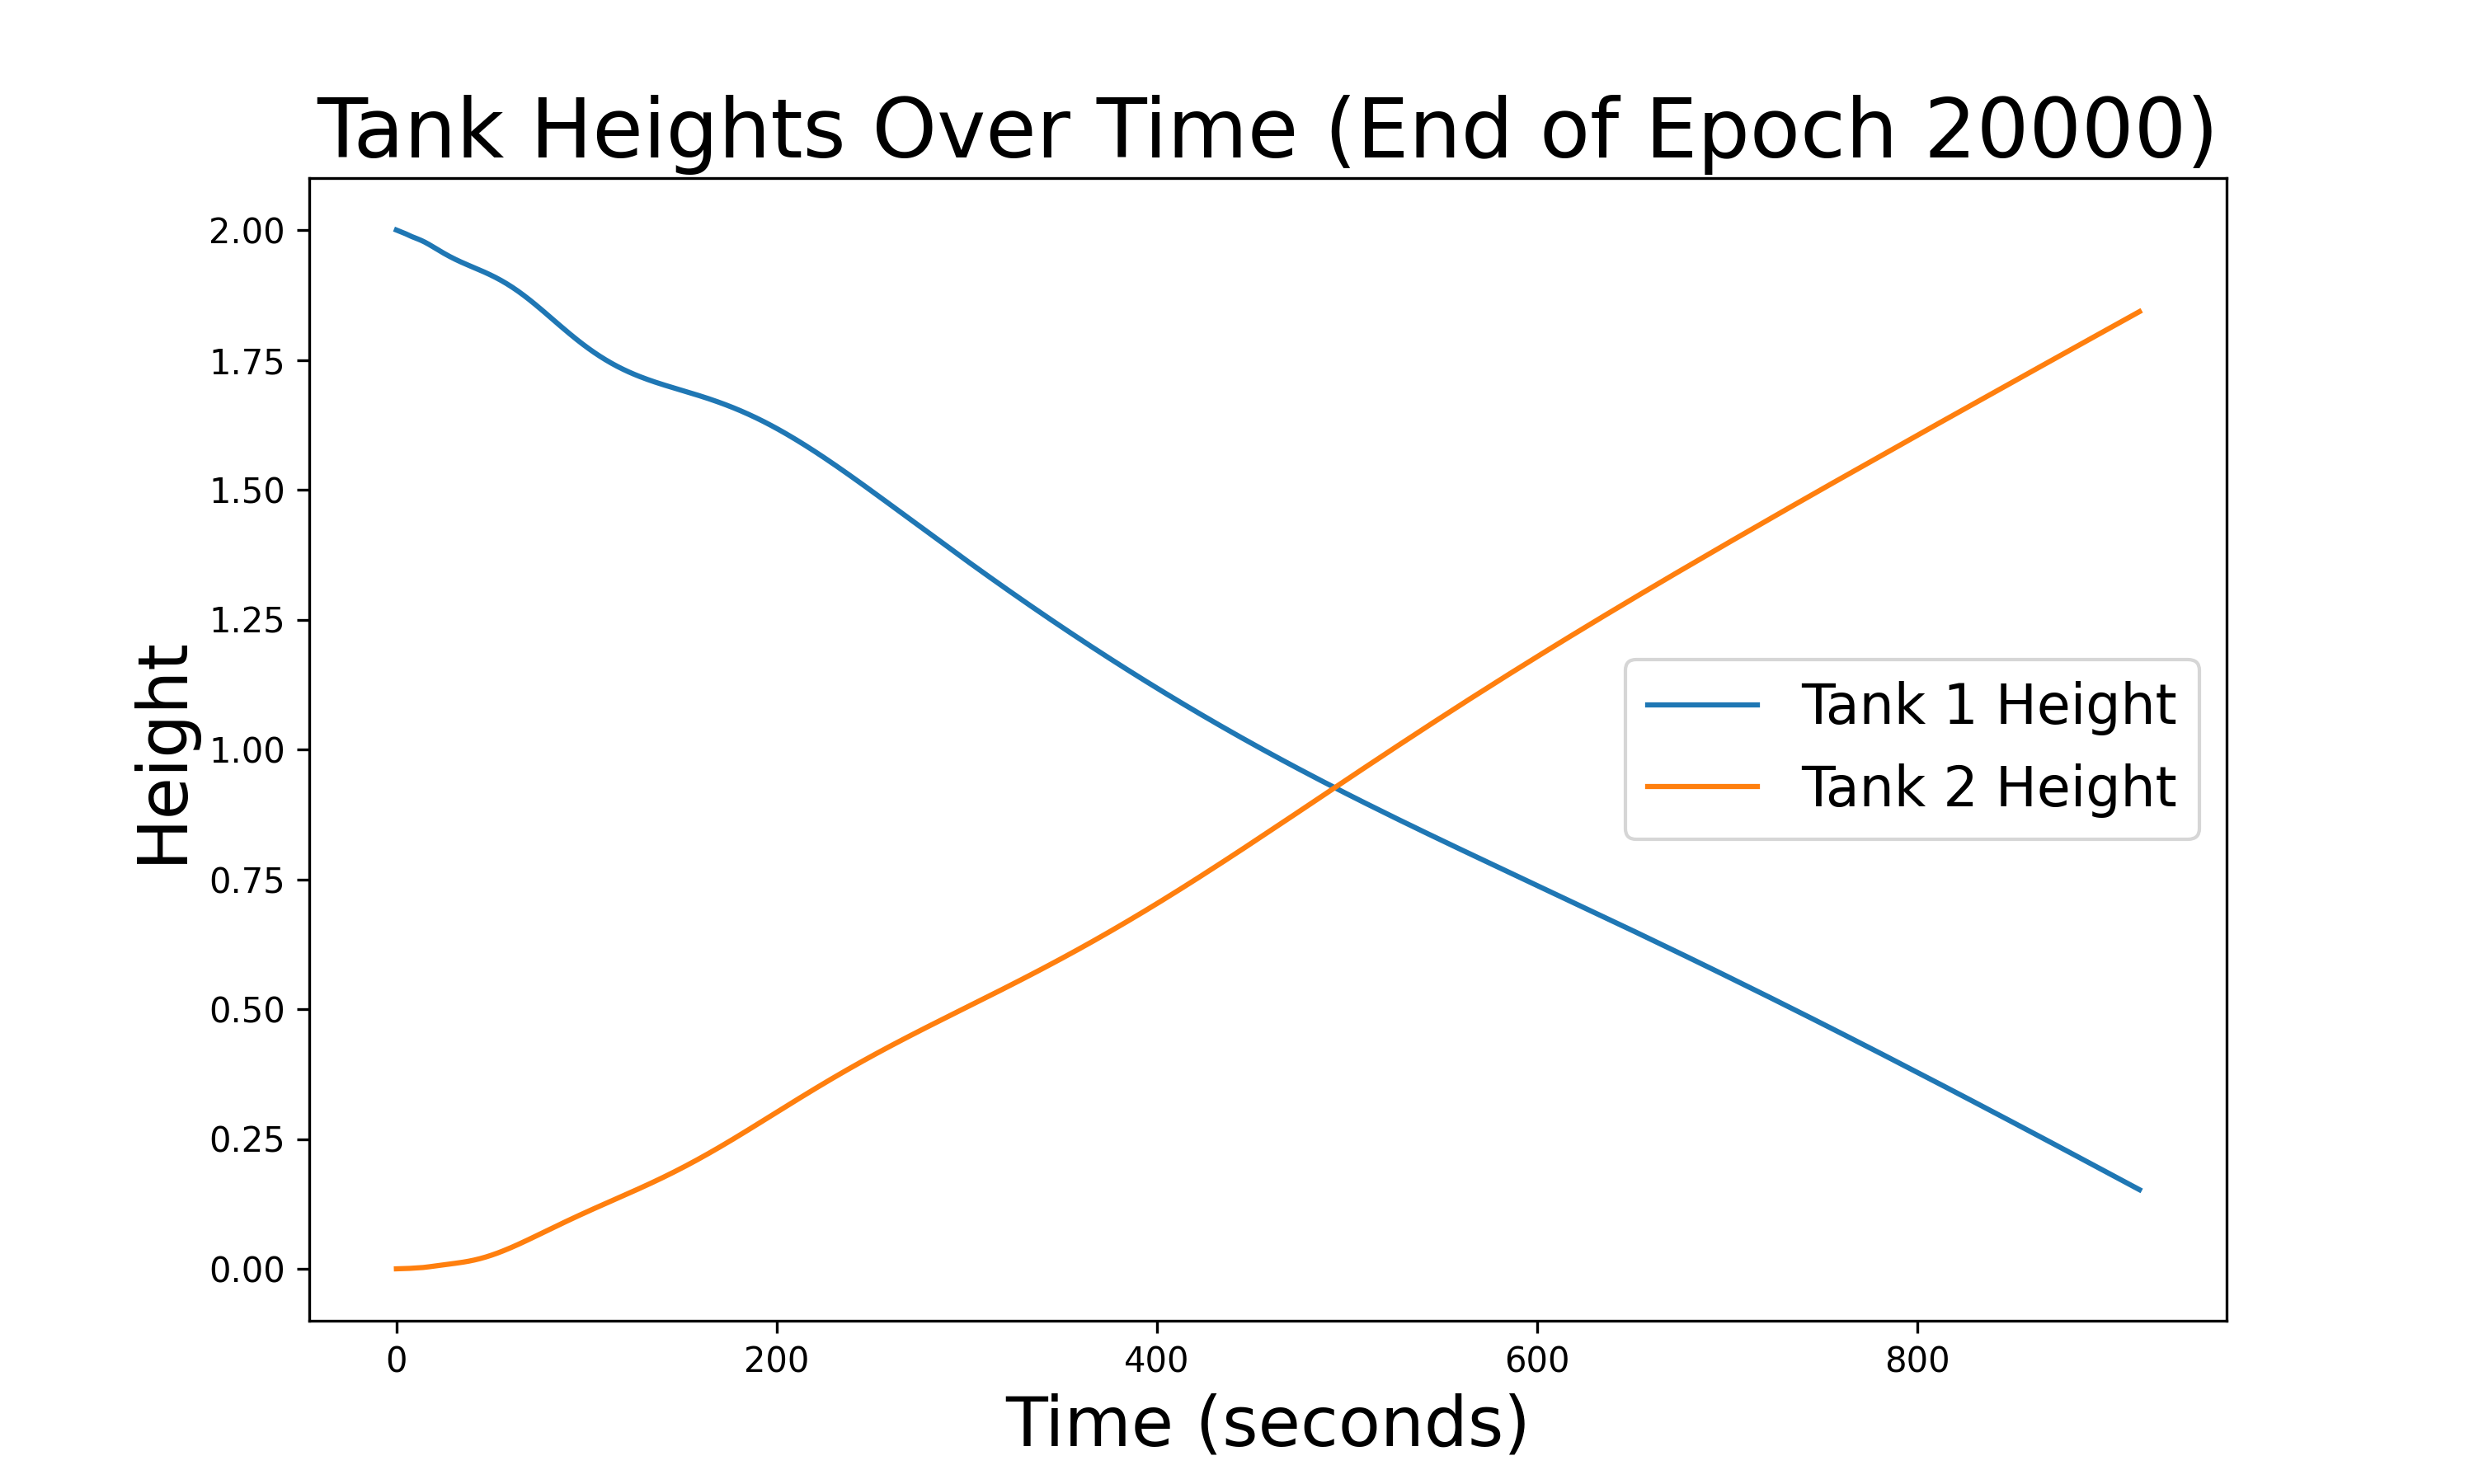 Tank Heights Over Time (End of Epoch 20000)
2.00
1.75
1.50
1.25
1.00
0.75
0.50
0.25
0.00
Height
Tank 1 Height
Tank 2 Height
0 200 400 600 800
Time (seconds)